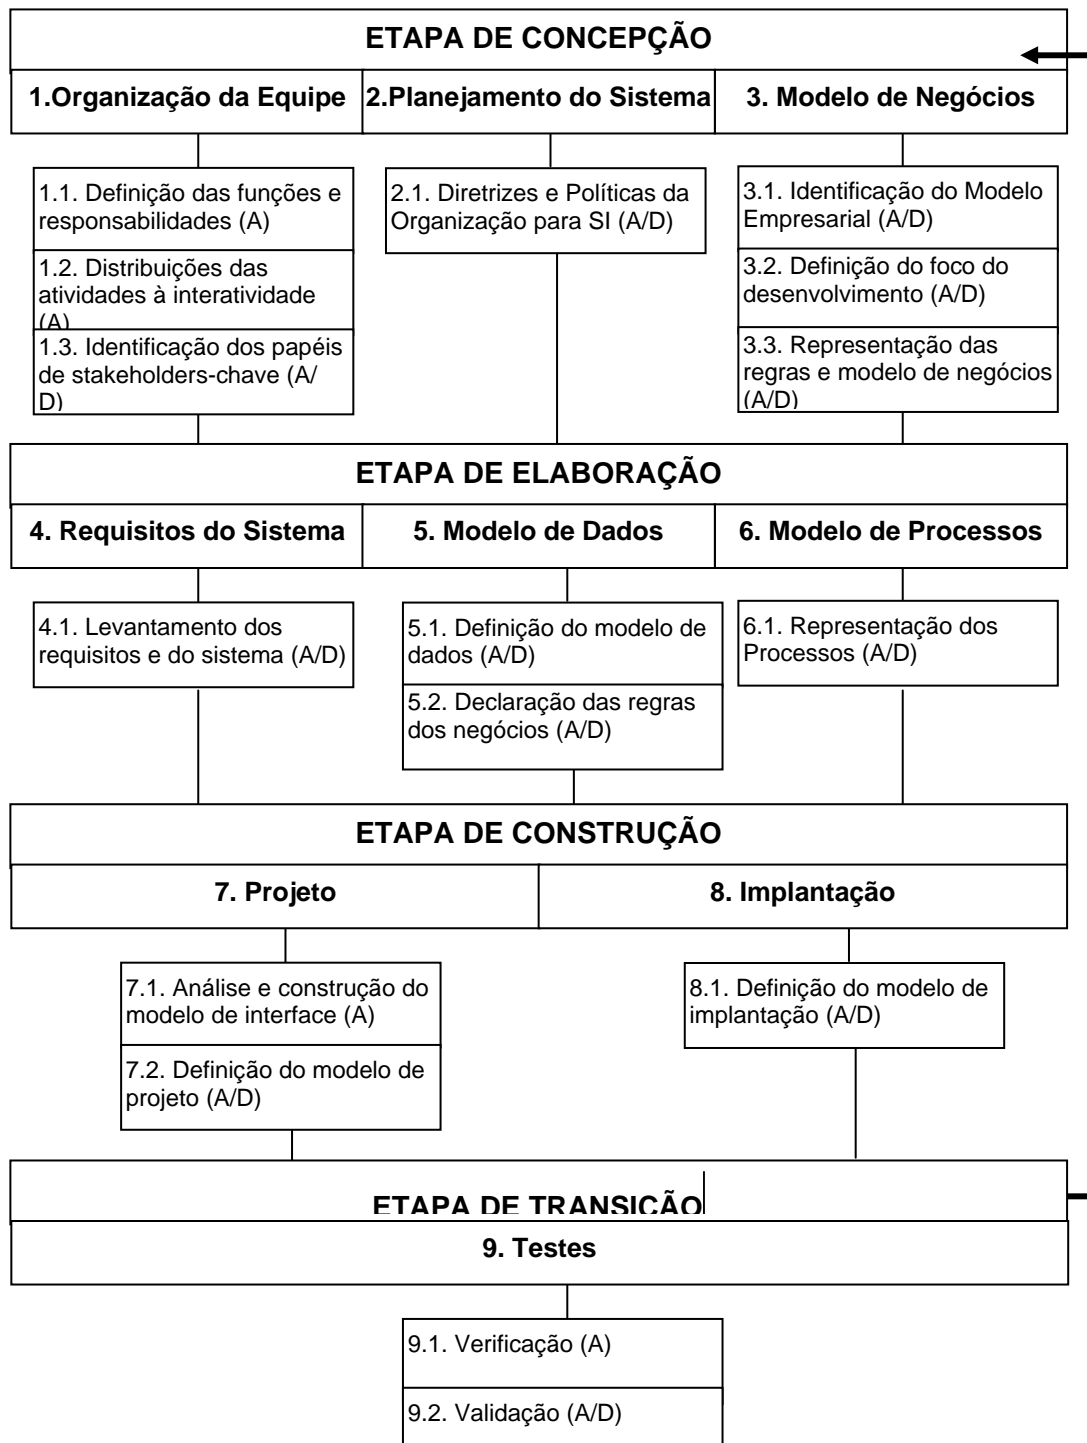 ETAPA DE CONCEPÇÃO
1.Organização da Equipe
2.Planejamento do Sistema
3. Modelo de Negócios
1.1. Definição das funções e
responsabilidades (A)
1.2. Distribuições das
atividades à interatividade
(A)
1.3. Identificação dos papéis
de stakeholders-chave (A/
D)
2.1. Diretrizes e Políticas da
Organização para SI (A/D)
3.1. Identificação do Modelo
Empresarial (A/D)
3.2. Definição do foco do
desenvolvimento (A/D)
3.3. Representação das
regras e modelo de negócios
(A/D)
ETAPA DE ELABORAÇÃO
4. Requisitos do Sistema
5. Modelo de Dados
6. Modelo de Processos
4.1. Levantamento dos
requisitos e do sistema (A/D)
5.1. Definição do modelo de
dados (A/D)
5.2. Declaração das regras
dos negócios (A/D)
6.1. Representação dos
Processos (A/D)
ETAPA DE CONSTRUÇÃO
7. Projeto
8. Implantação
7.1. Análise e construção do
modelo de interface (A)
7.2. Definição do modelo de
projeto (A/D)
8.1. Definição do modelo de
implantação (A/D)
ETAPA DE TRANSIÇÃO
9. Testes
9.1. Verificação (A)
9.2. Validação (A/D)